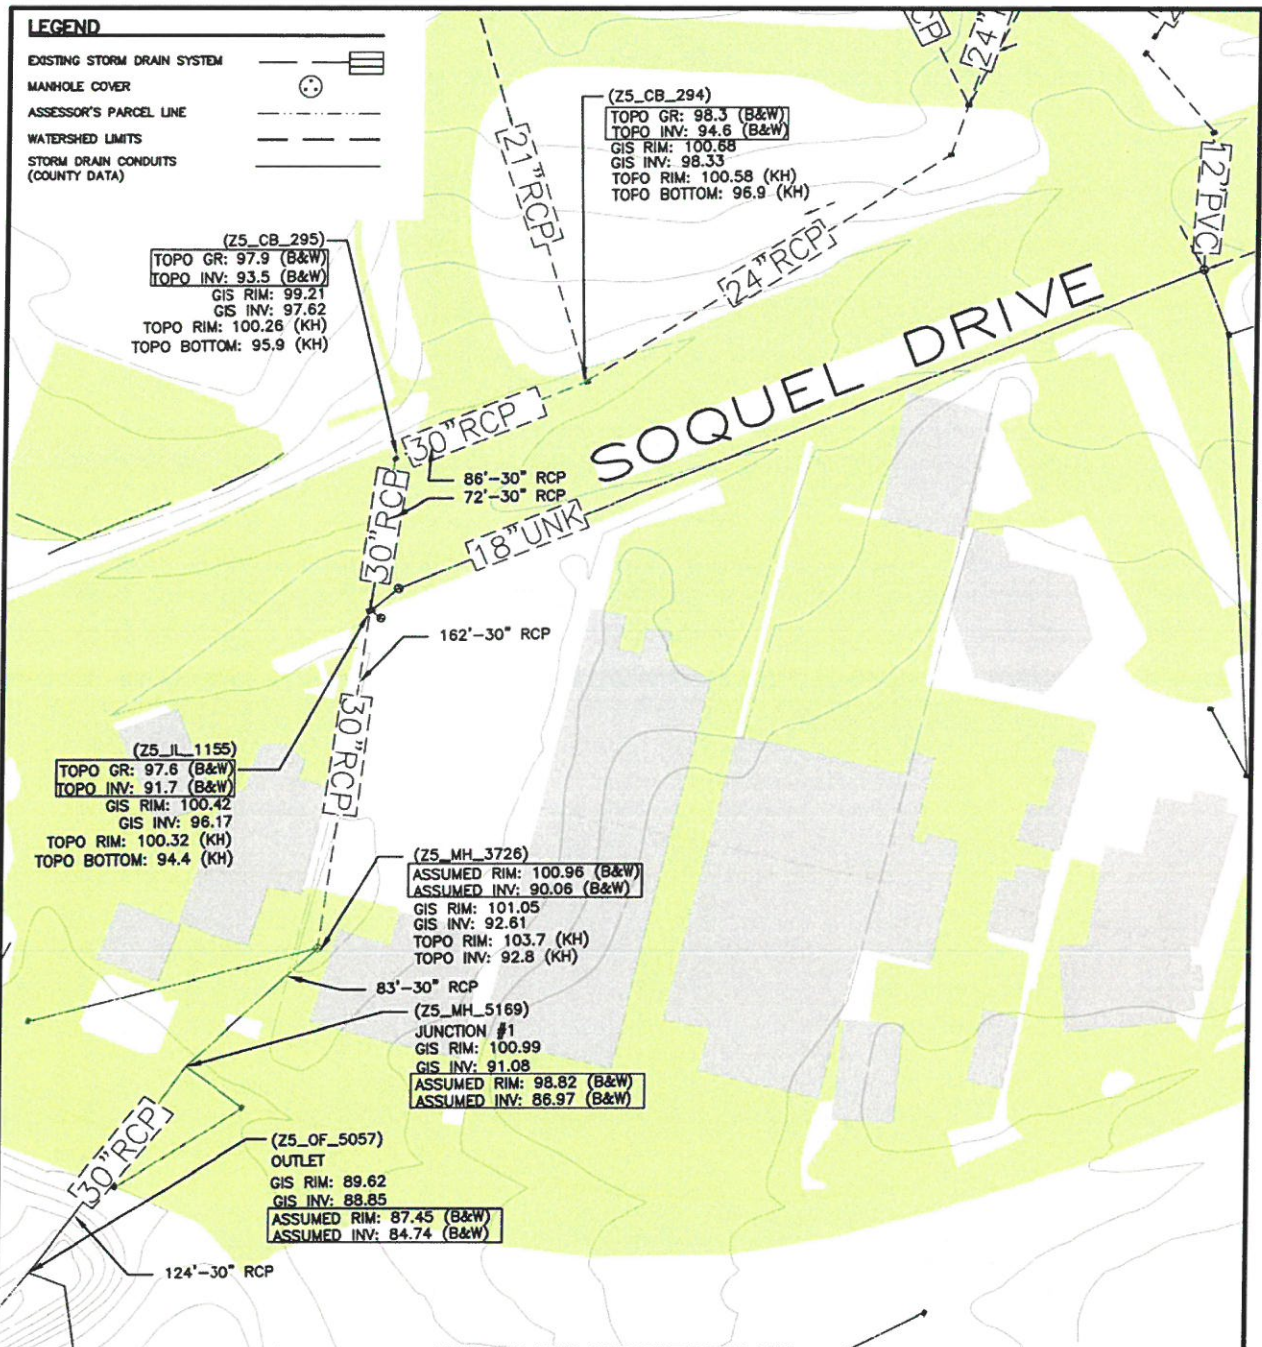 LEGEND
EXISTING STORM DRAIN SYSTEM
MANHOLE COVER
ASSESSOR'S PARCEL LINE
WATERSHED LIMITS
STORM DRAIN CONDUITS
(COUNTY DATA)
24"
21"RCP
(Z5_CB_294)
TOPO GR: 98.3 (B&W)
TOPO INV: 94.6 (B&W)
GIS RIM: 100.68
GIS INV: 98.33
TOPO RIM: 100.58 (KH)
TOPO BOTTOM: 96.9 (KH)
12"PVC
24"RCP
(Z5_CB_295)
TOPO GR: 97.9 (B&W)
TOPO INV: 93.5 (B&W)
GIS RIM: 99.21
GIS INV: 97.62
TOPO RIM: 100.26 (KH)
TOPO BOTTOM: 95.9 (KH)
SOQUEL DRIVE
30"RCP
86'-30" RCP
72'-30" RCP
30"RCP
18"UNK
162'-30" RCP
30"RCP
(Z5_IL_1155)
TOPO GR: 97.6 (B&W)
TOPO INV: 91.7 (B&W)
GIS RIM: 100.42
GIS INV: 96.17
TOPO RIM: 100.32 (KH)
TOPO BOTTOM: 94.4 (KH)
(Z5_MH_3726)
ASSUMED RIM: 100.96 (B&W)
ASSUMED INV: 90.06 (B&W)
GIS RIM: 101.05
GIS INV: 92.61
TOPO RIM: 103.7 (KH)
TOPO INV: 92.8 (KH)
83'-30" RCP
(Z5_MH_5169)
JUNCTION #1
GIS RIM: 100.99
GIS INV: 91.08
ASSUMED RIM: 98.82 (B&W)
ASSUMED INV: 86.97 (B&W)
30"RCP
(Z5_OF_5057)
OUTLET
GIS RIM: 89.62
GIS INV: 88.85
ASSUMED RIM: 87.45 (B&W)
ASSUMED INV: 84.74 (B&W)
124'-30" RCP